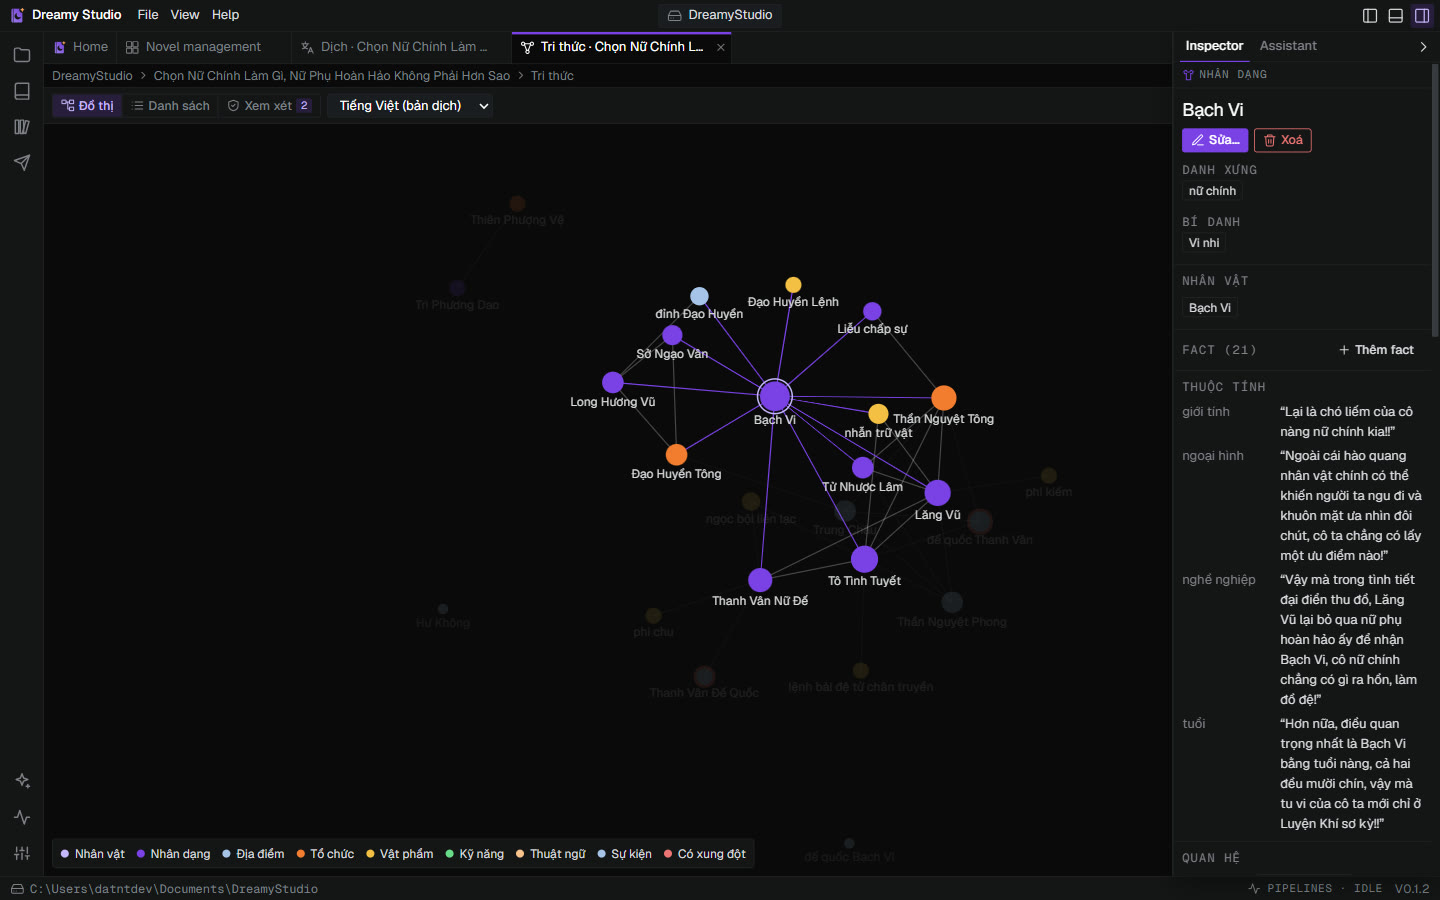 Dreamy Studio File View Help
DreamyStudio
Home
Novel management
Dịch · Chọn Nữ Chính Làm ...
Tri thức · Chọn Nữ Chính L...
DreamyStudio > Chọn Nữ Chính Làm Gì, Nữ Phụ Hoàn Hảo Không Phải Hơn Sao > Tri thức
Đồ thị
Danh sách
Xem xét 2
Tiếng Việt (bản dịch)
Thiên Phượng Vệ
Tri Phương Dao
Đạo Huyền Lệnh
đỉnh Đạo Huyền
Liễu chấp sự
Sở Ngạo Vân
Long Hương Vũ
Bạch Vi
Thần Nguyệt Tông
nhẫn trữ vật
Đạo Huyền Tông
Từ Nhược Lâm
phi kiếm
Lăng Vũ
ngọc bội liên lạc
Trung Châu
đế quốc Thanh Vân
Tô Tình Tuyết
Thanh Vân Nữ Đế
Hư Không
phi chu
Thần Nguyệt Phong
Thanh Vân Đế Quốc
lệnh bài đệ tử chân truyền
đế quốc Bạch Vi
Nhân vật
Nhân dạng
Địa điểm
Tổ chức
Vật phẩm
Kỹ năng
Thuật ngữ
Sự kiện
Có xung đột
Inspector
Assistant
NHÂN DẠNG
Bạch Vi
Sửa...
Xoá
DANH XƯNG
nữ chính
BÍ DANH
Vi nhi
NHÂN VẬT
Bạch Vi
FACT (21)
+ Thêm fact
THUỘC TÍNH
giới tính
“Lại là chó liếm của cô
nàng nữ chính kia!!”
ngoại hình
“Ngoài cái hào quang
nhân vật chính có thể
khiến người ta ngu đi và
khuôn mặt ưa nhìn đôi
chút, cô ta chẳng có lấy
một ưu điểm nào!”
nghề nghiệp
“Vậy mà trong tình tiết
đại điển thu đồ, Lăng
Vũ lại bỏ qua nữ phụ
hoàn hảo ấy để nhận
Bạch Vi, cô nữ chính
chẳng có gì ra hồn, làm
đồ đệ!”
tuổi
“Hơn nữa, điều quan
trọng nhất là Bạch Vi
bằng tuổi nàng, cả hai
đều mười chín, vậy mà
tu vi của cô ta mới chỉ ở
Luyện Khí sơ kỳ!!”
QUAN HỆ
C:\Users\datntdev\Documents\DreamyStudio
PIPELINES · IDLE
V0.1.2